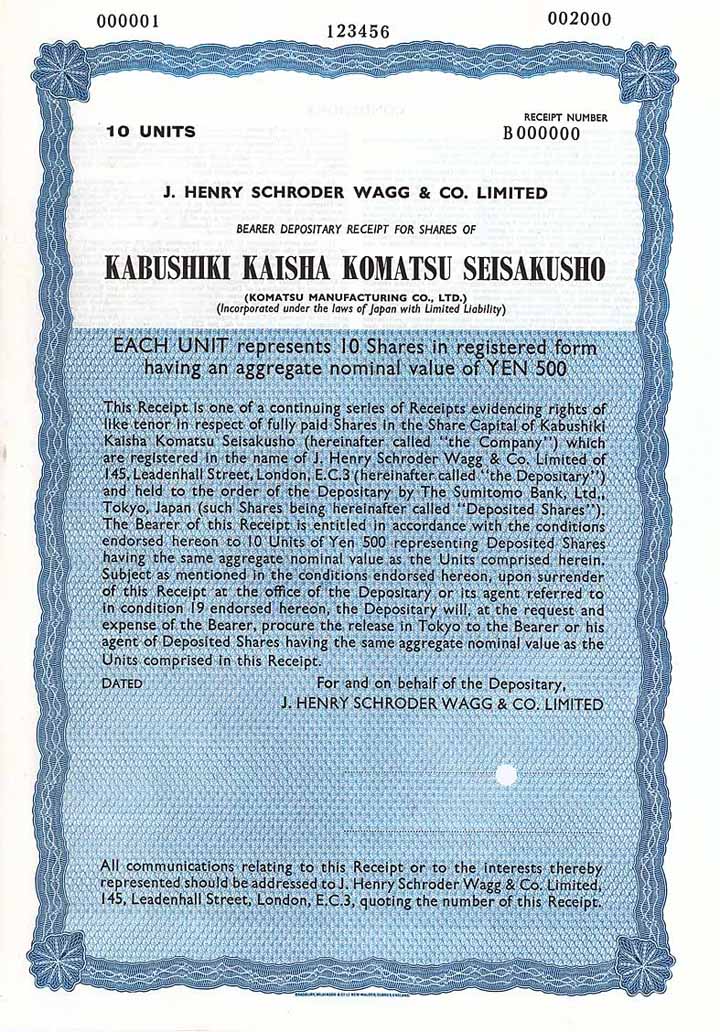 000001
123456
002000
RECEIPT NUMBER
10 UNITS
B000000
J. HENRY SCHRODER WAGG & CO. LIMITED
BEARER DEPOSITARY RECEIPT FOR SHARES OF
KABUSHIKI KAISHA KOMATSU SEISAKUSHO
(KOMATSU MANUFACTURING CO., LTD.)
(Incorporated under the laws of Japan with Limited Liability)
EACH UNIT represents 10 Shares in registered form
having an aggregate nominal value of YEN 500
This Receipt is one of a continuing series of Receipts evidencing rights of
like tenor in respect of fully paid Shares in the Share Capital of Kabushiki
Kaisha Komatsu Seisakusho (hereinafter called "the Company") which
are registered in the name of J. Henry Schroder Wagg & Co. Limited of
145, Leadenhall Street, London, E.C.3 (hereinafter called "the Depositary")
and held to the order of the Depositary by The Sumitomo Bank, Ltd.,
Tokyo, Japan (such Shares being hereinafter called "Deposited Shares").
The Bearer of this Receipt is entitled in accordance with the conditions
endorsed hereon to 10 Units of Yen 500 representing Deposited Shares
having the same aggregate nominal value as the Units comprised herein.
Subject as mentioned in the conditions endorsed hereon, upon surrender
of this Receipt at the office of the Depositary or its agent referred to
in condition 19 endorsed hereon, the Depositary will, at the request and
expense of the Bearer, procure the release in Tokyo to the Bearer or his
agent of Deposited Shares having the same aggregate nominal value as the
Units comprised in this Receipt.
DATED
For and on behalf of the Depositary,
J. HENRY SCHRODER WAGG & CO. LIMITED
All communications relating to this Receipt or to the interests thereby
represented should be addressed to J. Henry Schroder Wagg & Co. Limited,
145, Leadenhall Street, London, E.C.3, quoting the number of this Receipt.
BRADBURY, WILKINSON & CO LD NEW MALDEN, SURREY, ENGLAND.